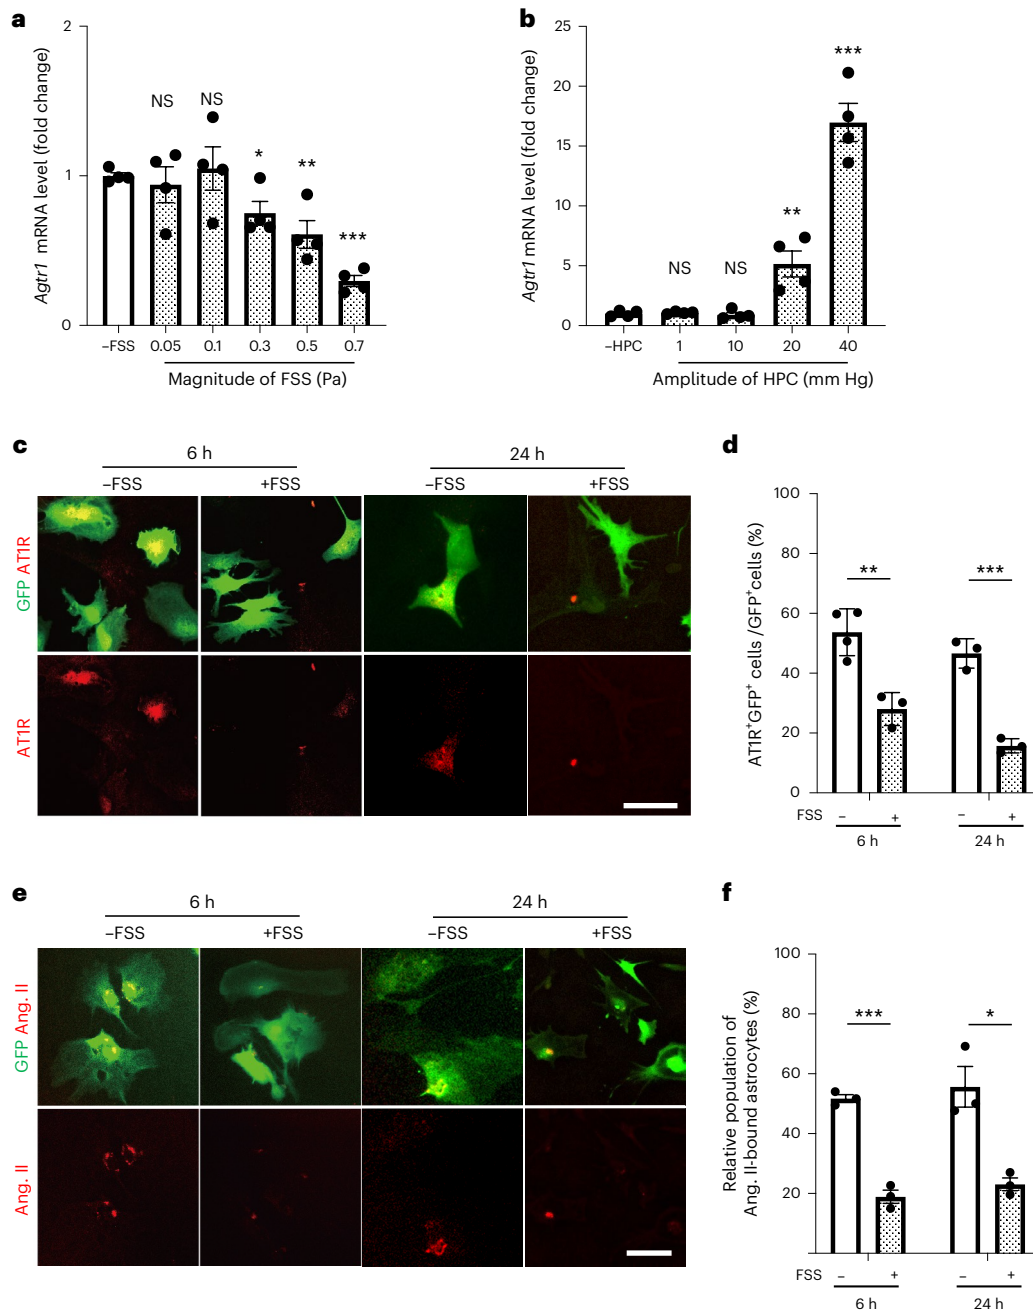 a
Agtr1 mRNA level (fold change)
2
1
0
NS
NS
*
**
***
–FSS
0.05
0.1
0.3
0.5
0.7
Magnitude of FSS (Pa)
b
Agtr1 mRNA level (fold change)
25
20
15
10
5
0
NS
NS
**
***
–HPC
1
10
20
40
Amplitude of HPC (mm Hg)
c
6 h
24 h
–FSS
+FSS
–FSS
+FSS
GFP AT1R
AT1R
d
AT1R+GFP+ cells /GFP+cells (%)
100
80
60
40
20
0
**
***
FSS – + – +
6 h
24 h
e
6 h
24 h
–FSS
+FSS
–FSS
+FSS
GFP Ang. II
Ang. II
f
Relative population of
Ang. II-bound astrocytes (%)
100
80
60
40
20
***
*
FSS – + – +
6 h
24 h